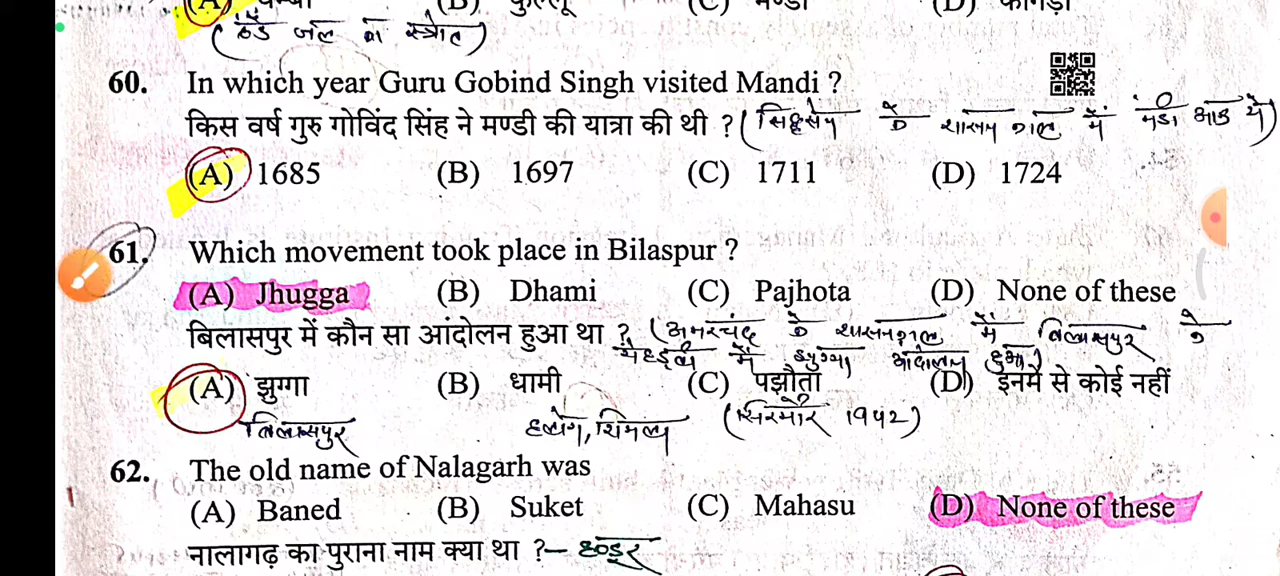 (ठंडे जल का स्त्रोत)
60. In which year Guru Gobind Singh visited Mandi ?
किस वर्ष गुरु गोविंद सिंह ने मण्डी की यात्रा की थी ? (सिद्धसेन के शासन काल में मंडी आए थे)
(A) 1685 (B) 1697 (C) 1711 (D) 1724
61. Which movement took place in Bilaspur ?
(A) Jhugga (B) Dhami (C) Pajhota (D) None of these
बिलासपुर में कौन सा आंदोलन हुआ था ? (अमरचंद के शासनकाल में बिलासपुर के
में झुग्गा आंदोलन हुआ)
(A) झुग्गा (B) धामी (C) पझौता (D) इनमें से कोई नहीं
बिलासपुर हलोग, शिमला (सिरमौर १९४२)
62. The old name of Nalagarh was
(A) Baned (B) Suket (C) Mahasu (D) None of these
नालागढ़ का पुराना नाम क्या था ? – हण्डूर